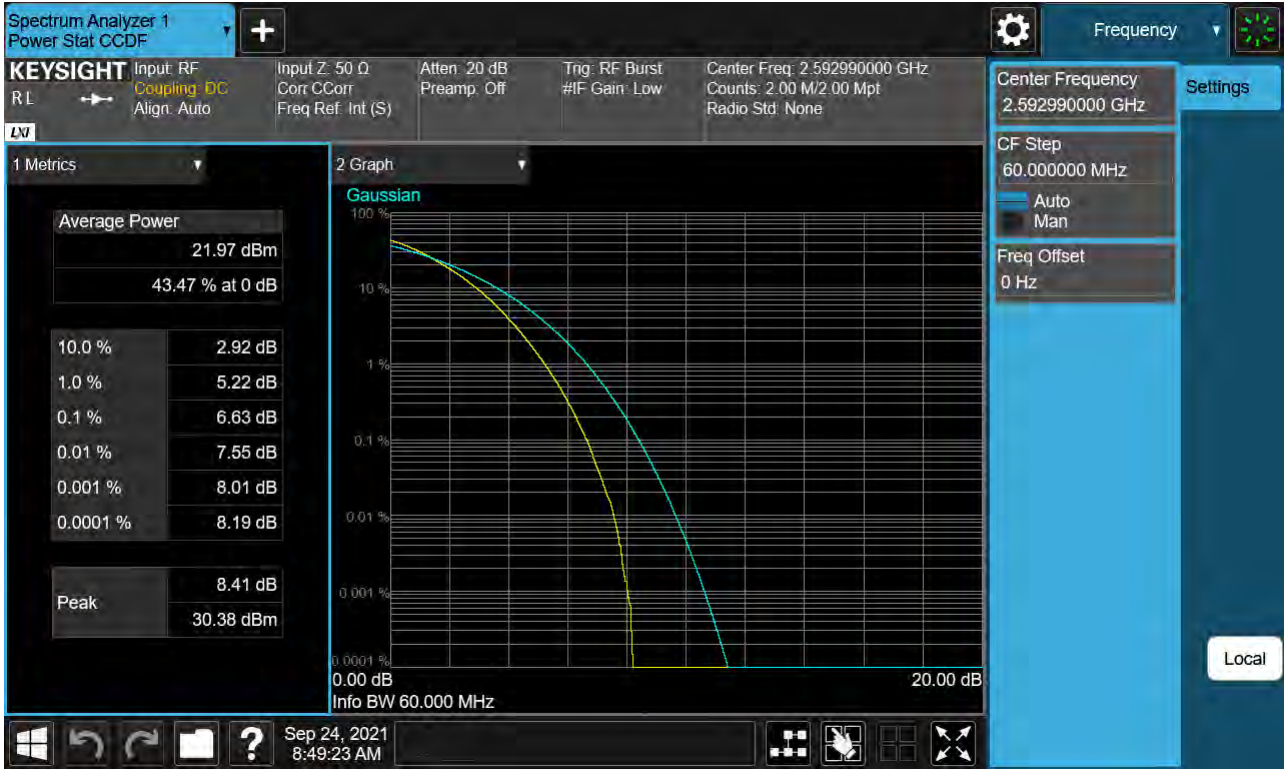 Spectrum Analyzer 1
Power Stat CCDF
Frequency
KEYSIGHT
R L
LXI
Input: RF
Coupling: DC
Align: Auto
Input Z: 50 Ω
Corr CCorr
Freq Ref: Int (S)
Atten: 20 dB
Preamp: Off
Trig: RF Burst
#IF Gain: Low
Center Freq: 2.592990000 GHz
Counts: 2.00 M/2.00 Mpt
Radio Std: None
1 Metrics
Average Power
21.97 dBm
43.47 % at 0 dB
10.0 % 2.92 dB
1.0 % 5.22 dB
0.1 % 6.63 dB
0.01 % 7.55 dB
0.001 % 8.01 dB
0.0001 % 8.19 dB
Peak
8.41 dB
30.38 dBm
2 Graph
Gaussian
100 %
10 %
1 %
0.1 %
0.01 %
0.001 %
0.0001 %
0.00 dB 20.00 dB
Info BW 60.000 MHz
Center Frequency
2.592990000 GHz
CF Step
60.000000 MHz
Auto
Man
Freq Offset
0 Hz
Settings
Local
?
Sep 24, 2021
8:49:23 AM